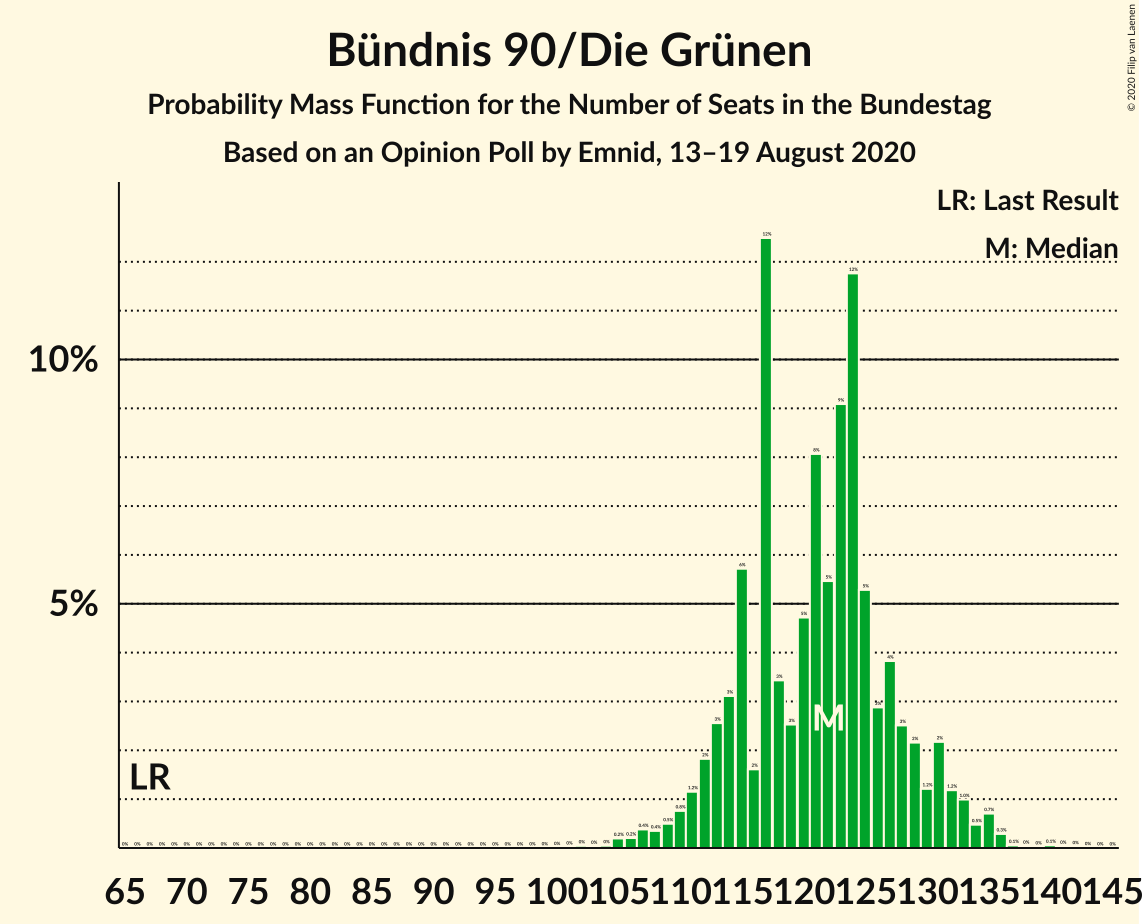 Bündnis 90/Die Grünen
Probability Mass Function for the Number of Seats in the Bundestag
Based on an Opinion Poll by Emnid, 13–19 August 2020
© 2020 Filip van Laenen
LR: Last Result
M: Median
10%
5%
LR
M
65 70 75 80 85 90 95 100 105 110 115 120 125 130 135 140 145